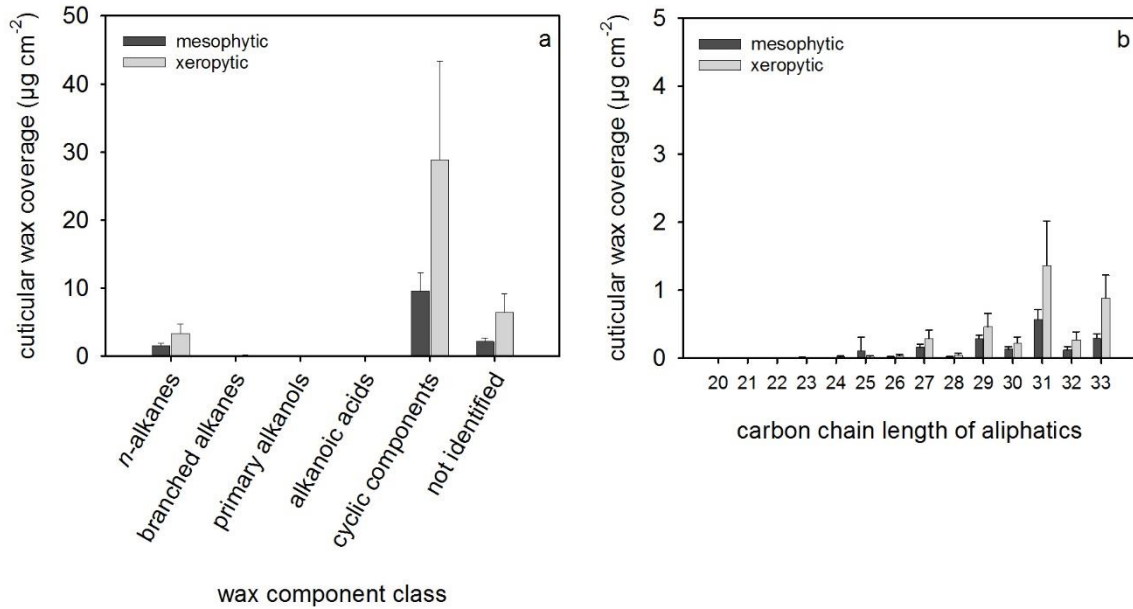 a
mesophytic
xeropytic
cuticular wax coverage (µg cm⁻²)
50
40
30
20
10
0
n-alkanes
branched alkanes
primary alkanols
alkanoic acids
cyclic components
not identified
wax component class
b
mesophytic
xeropytic
cuticular wax coverage (µg cm⁻²)
5
4
3
2
1
0
20 21 22 23 24 25 26 27 28 29 30 31 32 33
carbon chain length of aliphatics